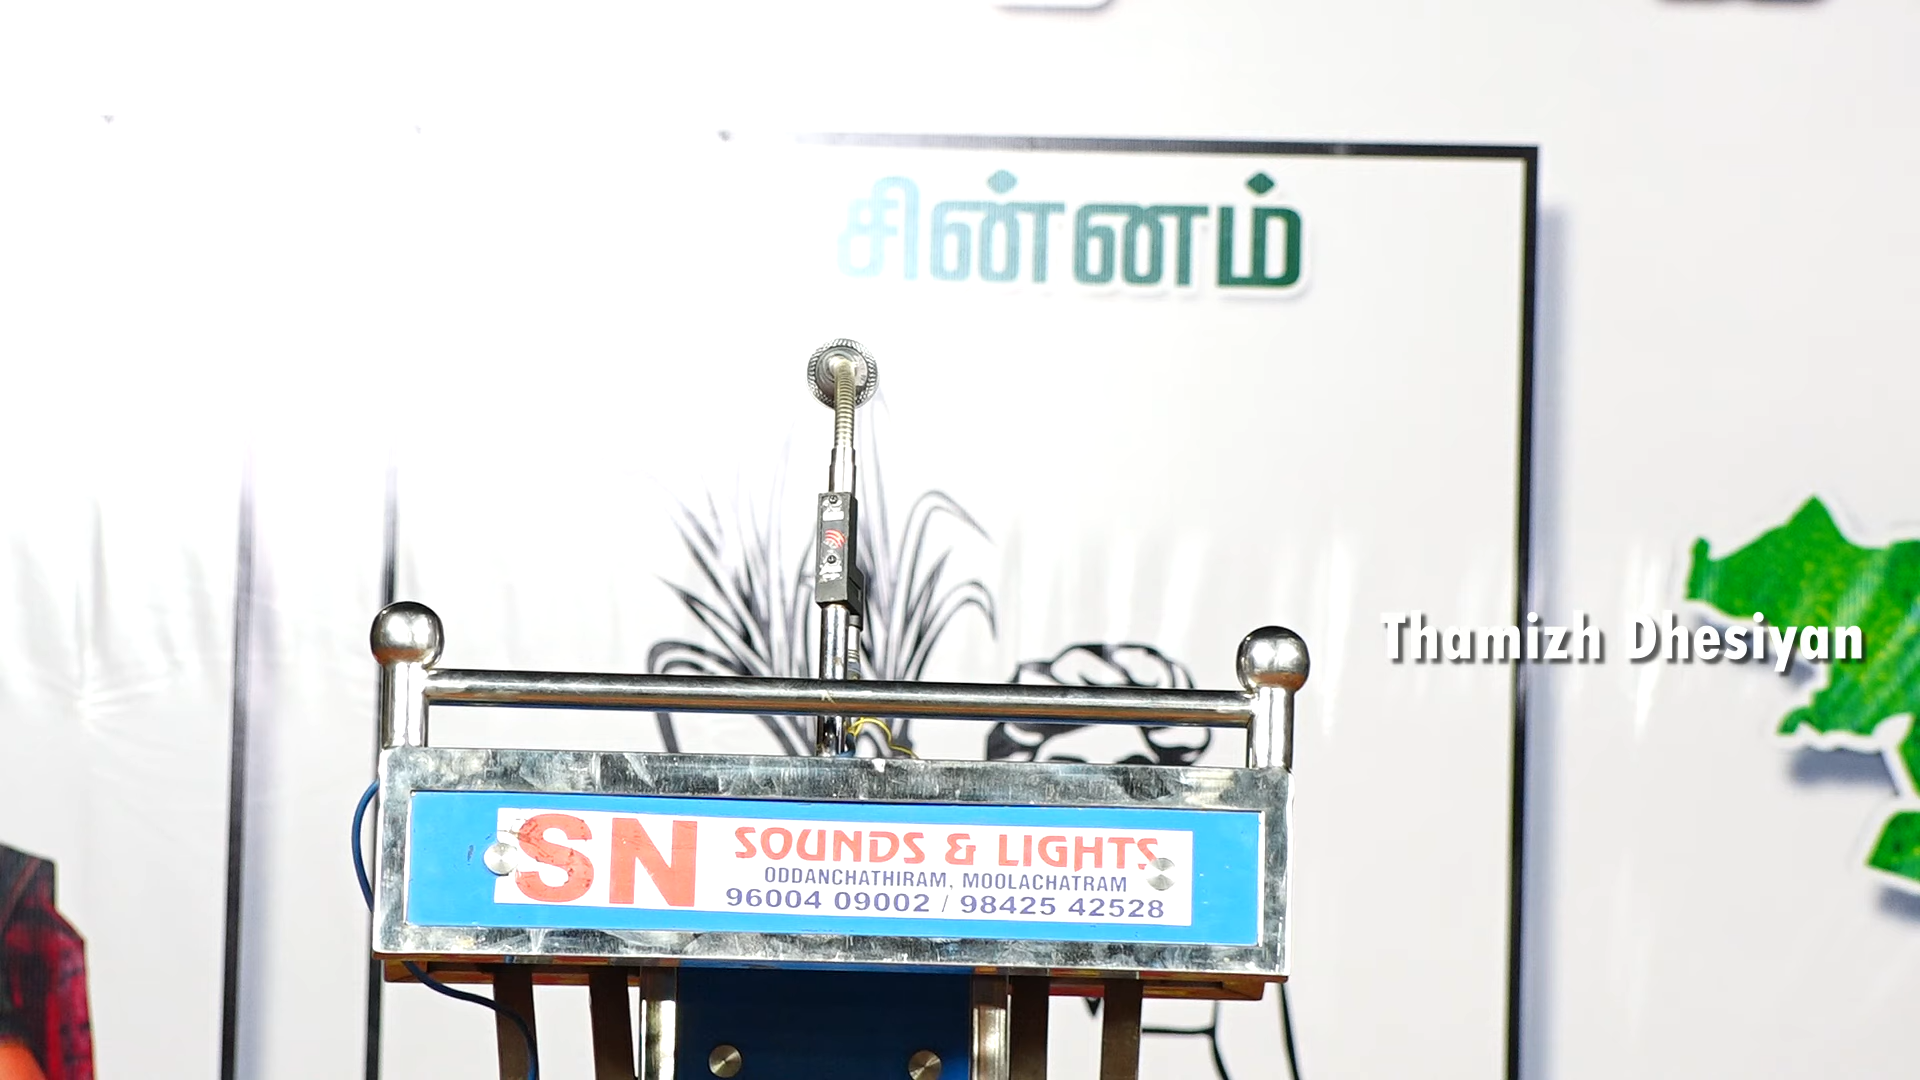 சின்னம்
Thamizh Dhesiyan
SN
SOUNDS & LIGHTS
ODDANCHATHIRAM, MOOLACHATRAM
96004 09002 / 98425 42528